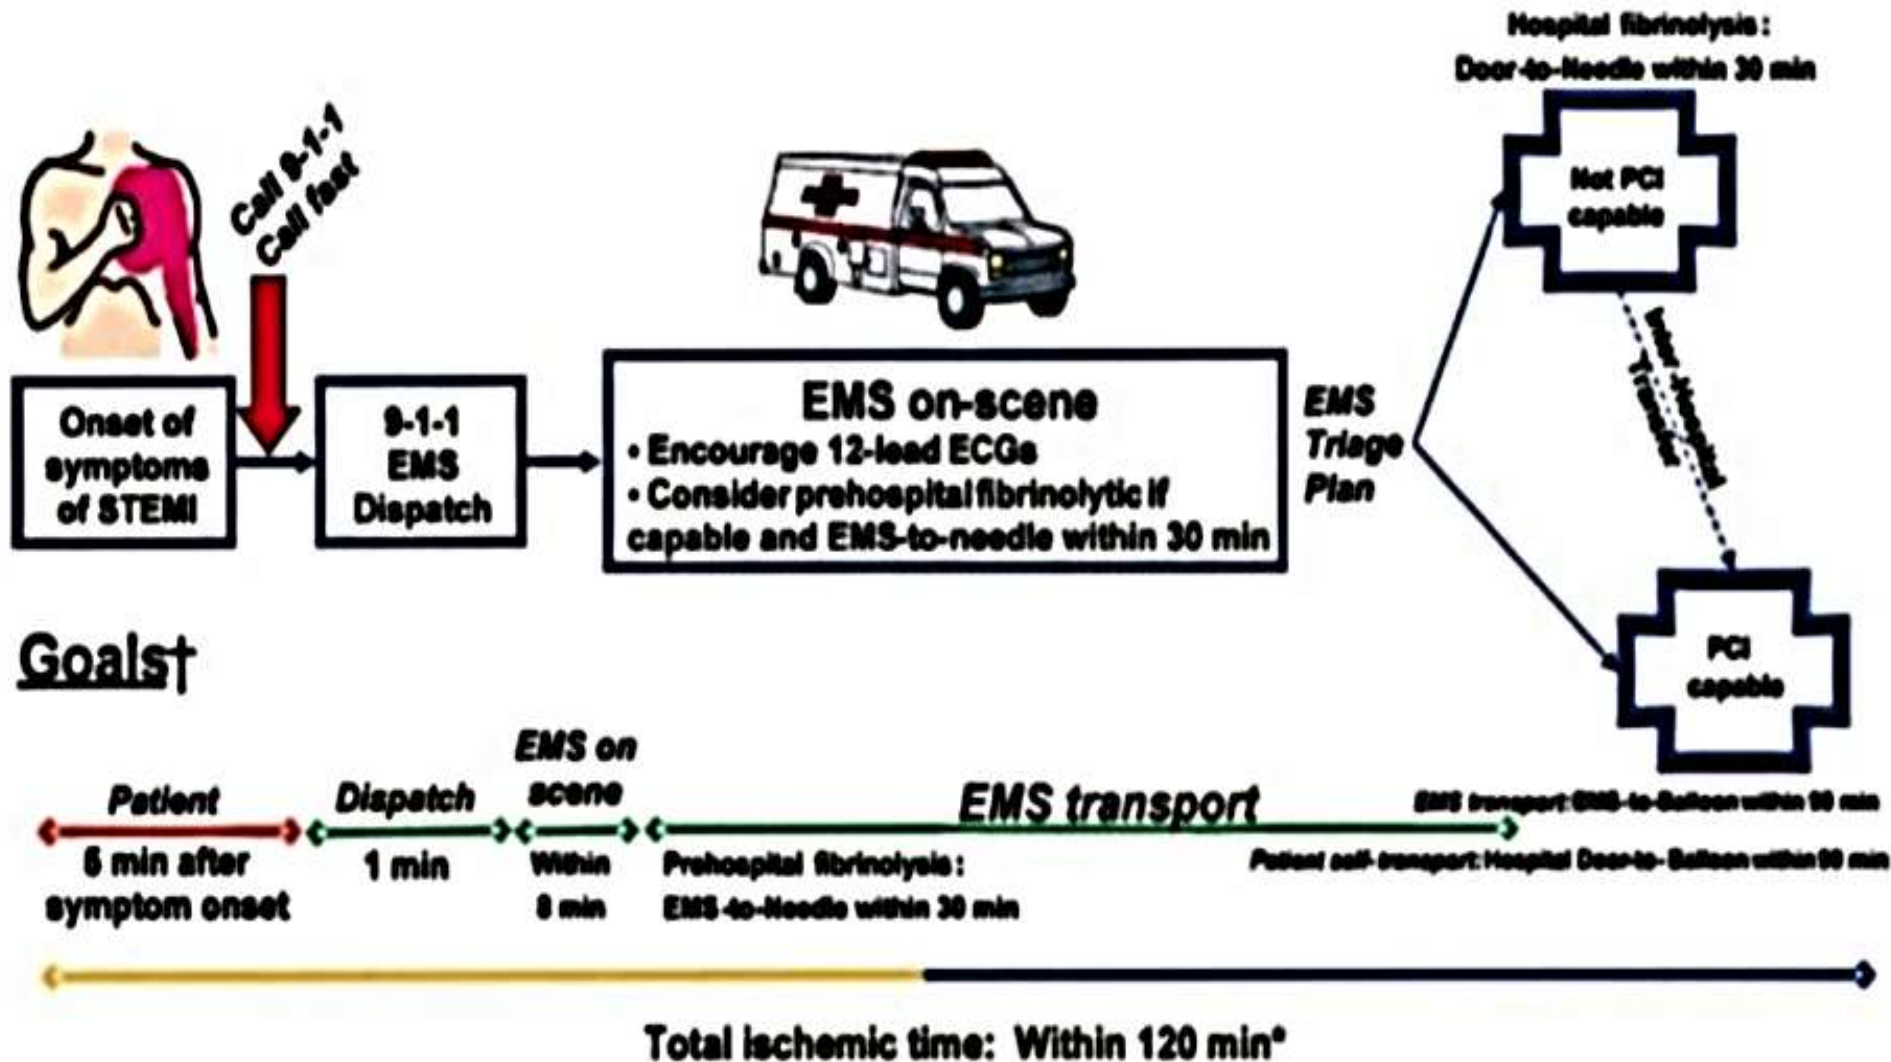 Hospital fibrinolysis:
Door-to-Needle within 30 min
Call 9-1-1
Call fast
Not PCI
capable
Inter-Hospital
Transfer
Onset of
symptoms
of STEMI
9-1-1
EMS
Dispatch
EMS on-scene
• Encourage 12-lead ECGs
• Consider prehospital fibrinolytic if
capable and EMS-to-needle within 30 min
EMS
Triage
Plan
PCI
capable
Goals†
Patient
5 min after
symptom onset
Dispatch
1 min
EMS on
scene
Within
8 min
EMS transport
Prehospital fibrinolysis:
EMS-to-Needle within 30 min
EMS transport: EMS-to-Balloon within 90 min
Patient self-transport: Hospital Door-to-Balloon within 90 min
Total ischemic time: Within 120 min*